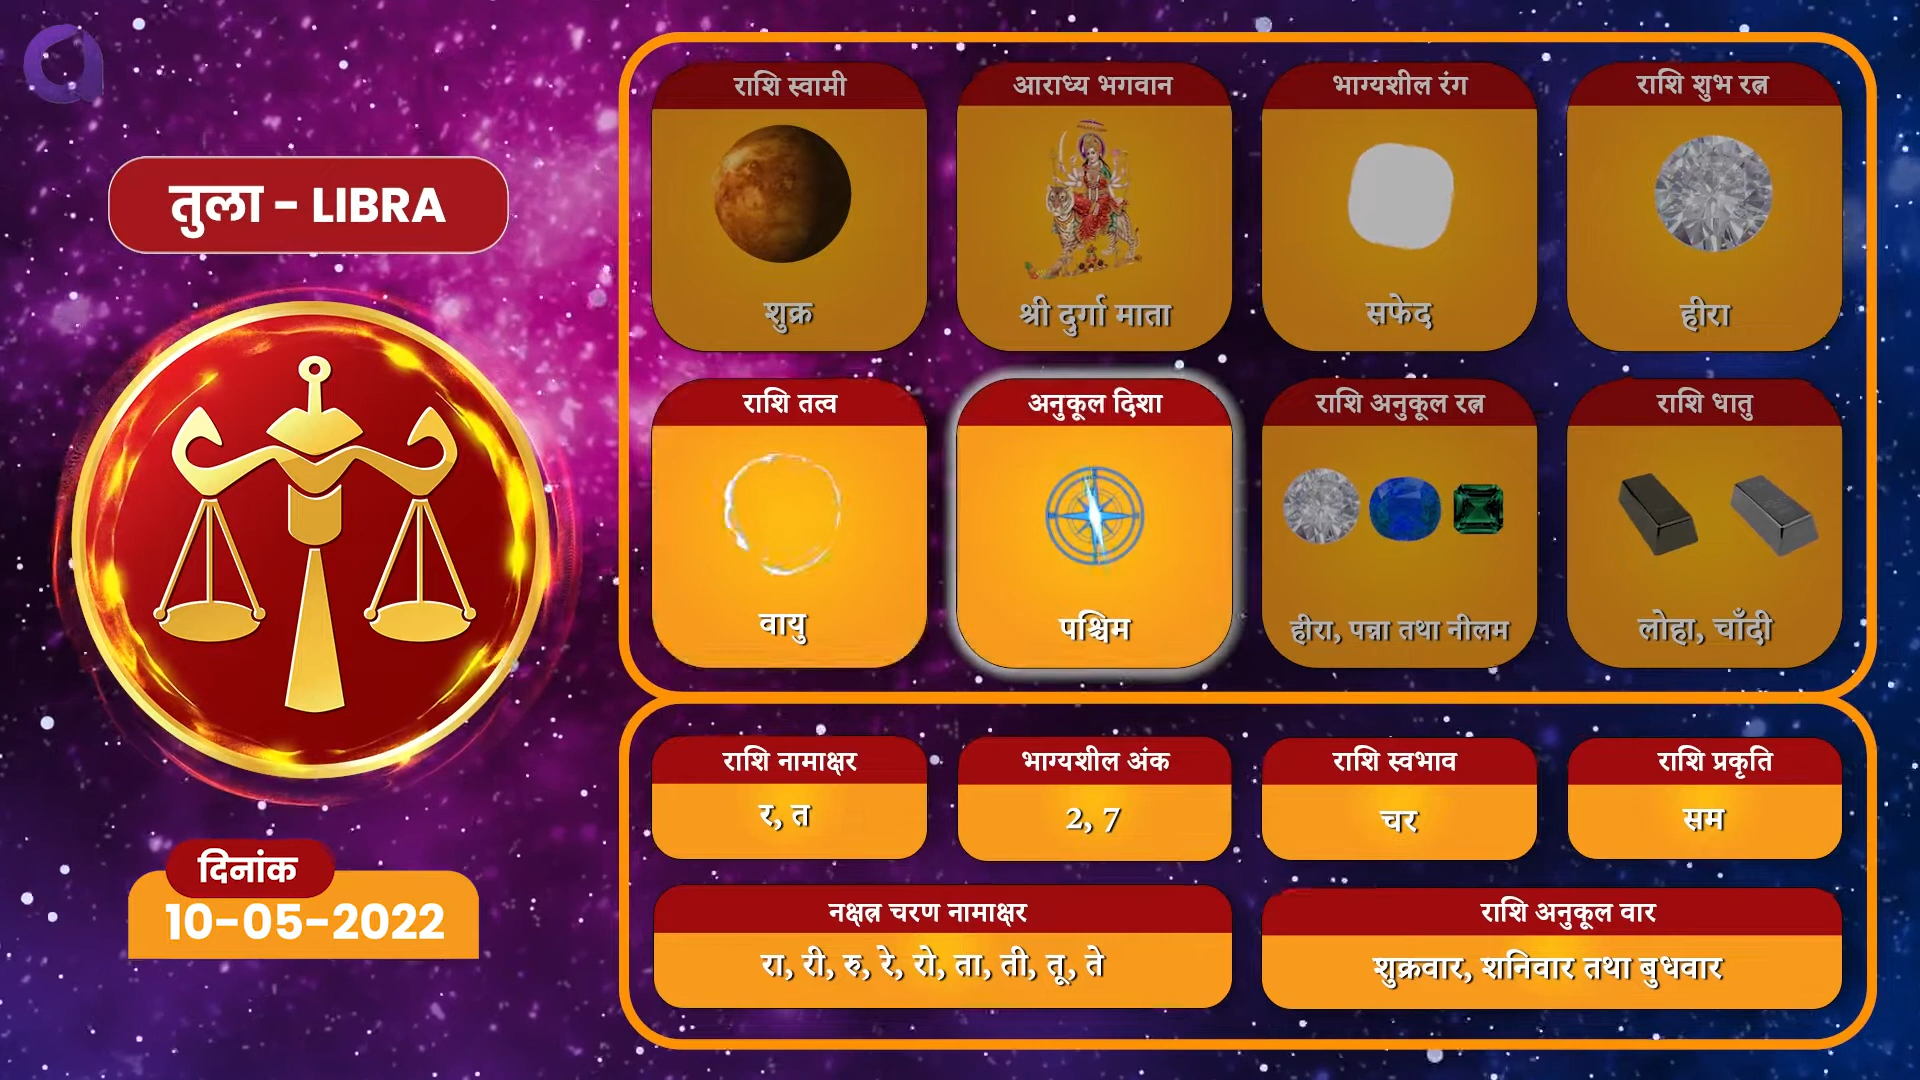 तुला - LIBRA
दिनांक
10-05-2022
राशि स्वामी
शुक्र
आराध्य भगवान
श्री दुर्गा माता
भाग्यशील रंग
सफेद
राशि शुभ रत्न
हीरा
राशि तत्व
वायु
अनुकूल दिशा
पश्चिम
राशि अनुकूल रत्न
हीरा, पन्ना तथा नीलम
राशि धातु
लोहा, चाँदी
राशि नामाक्षर
र, त
भाग्यशील अंक
2, 7
राशि स्वभाव
चर
राशि प्रकृति
सम
नक्षत्र चरण नामाक्षर
रा, री, रु, रे, रो, ता, ती, तू, ते
राशि अनुकूल वार
शुक्रवार, शनिवार तथा बुधवार